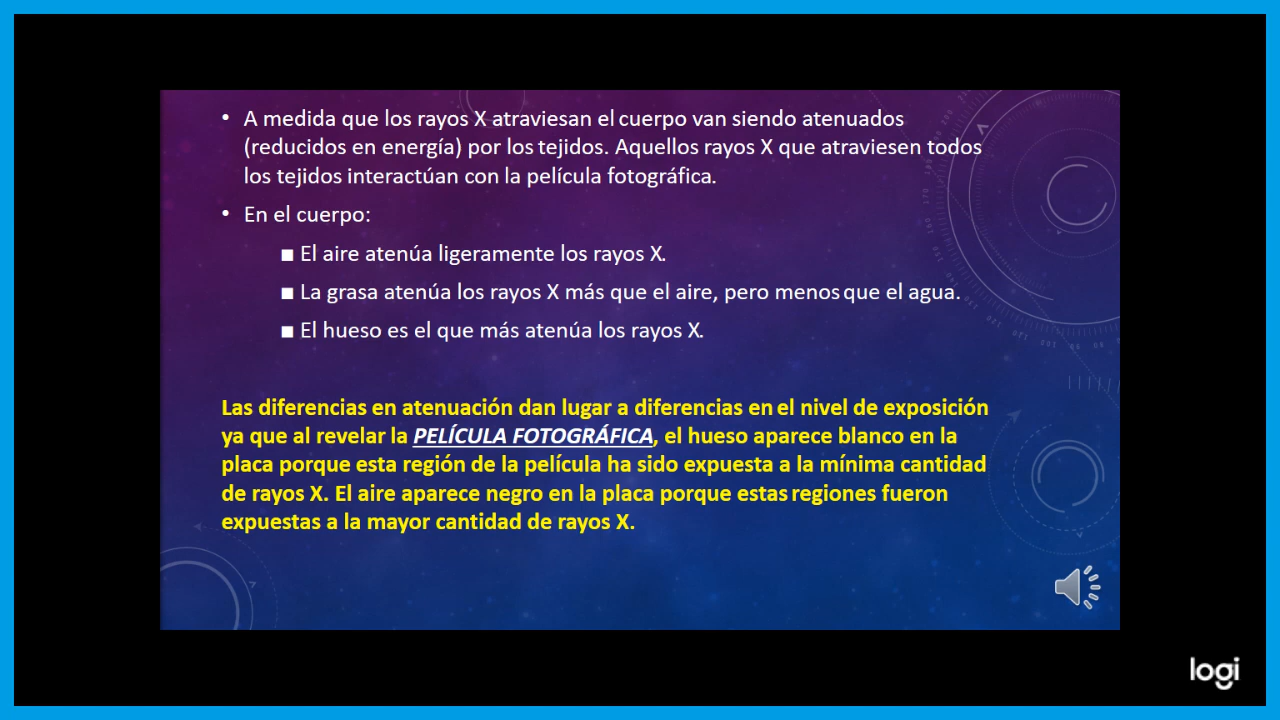 • A medida que los rayos X atraviesan el cuerpo van siendo atenuados
(reducidos en energía) por los tejidos. Aquellos rayos X que atraviesen todos
los tejidos interactúan con la película fotográfica.
• En el cuerpo:
■ El aire atenúa ligeramente los rayos X.
■ La grasa atenúa los rayos X más que el aire, pero menos que el agua.
■ El hueso es el que más atenúa los rayos X.
Las diferencias en atenuación dan lugar a diferencias en el nivel de exposición
ya que al revelar la PELÍCULA FOTOGRÁFICA, el hueso aparece blanco en la
placa porque esta región de la película ha sido expuesta a la mínima cantidad
de rayos X. El aire aparece negro en la placa porque estas regiones fueron
expuestas a la mayor cantidad de rayos X.
logi